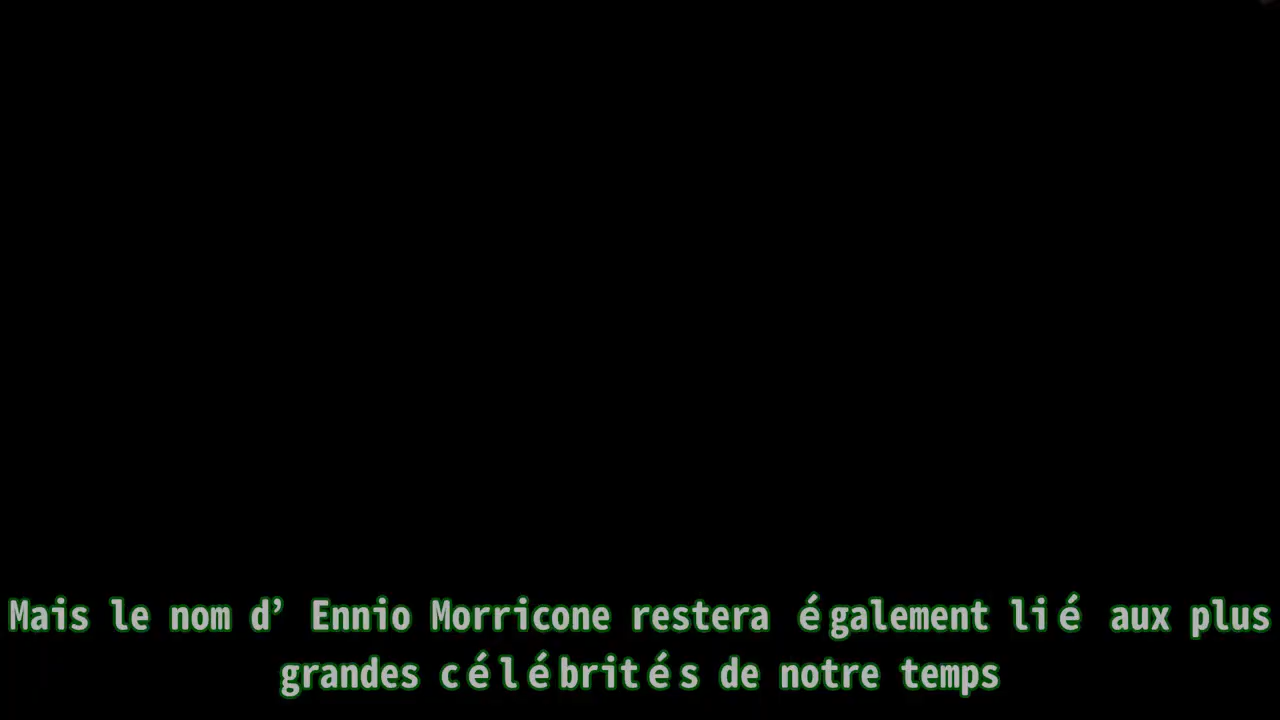 Mais le nom d’ Ennio Morricone restera également lié aux plus
grandes célébrités de notre temps